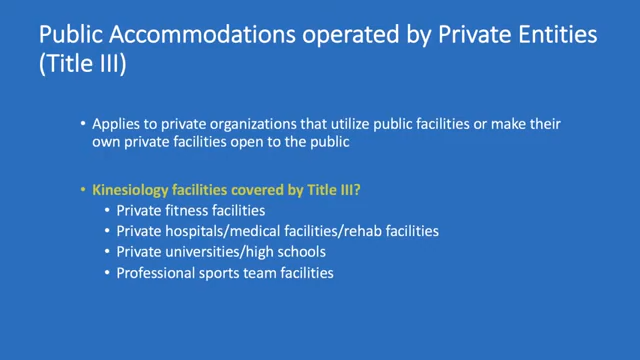 Public Accommodations operated by Private Entities
(Title III)
• Applies to private organizations that utilize public facilities or make their
own private facilities open to the public
• Kinesiology facilities covered by Title III?
• Private fitness facilities
• Private hospitals/medical facilities/rehab facilities
• Private universities/high schools
• Professional sports team facilities